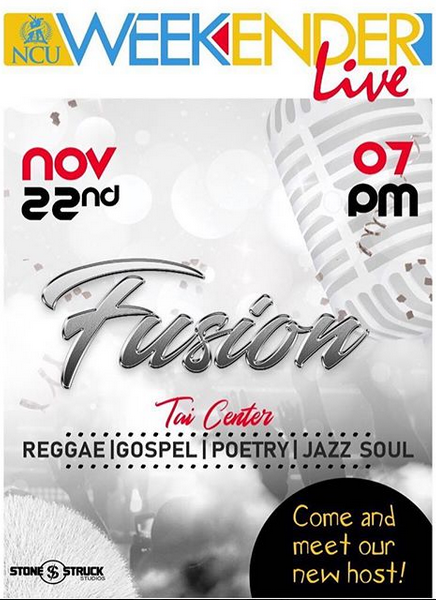 NCU WEEKENDER
Live
NOV 07
22nd pm
Fusion
Tai Center
REGGAE |GOSPEL | POETRY | JAZZ SOUL
Come and
meet our
new host!
STONE SS STRUCK
STUDIOS